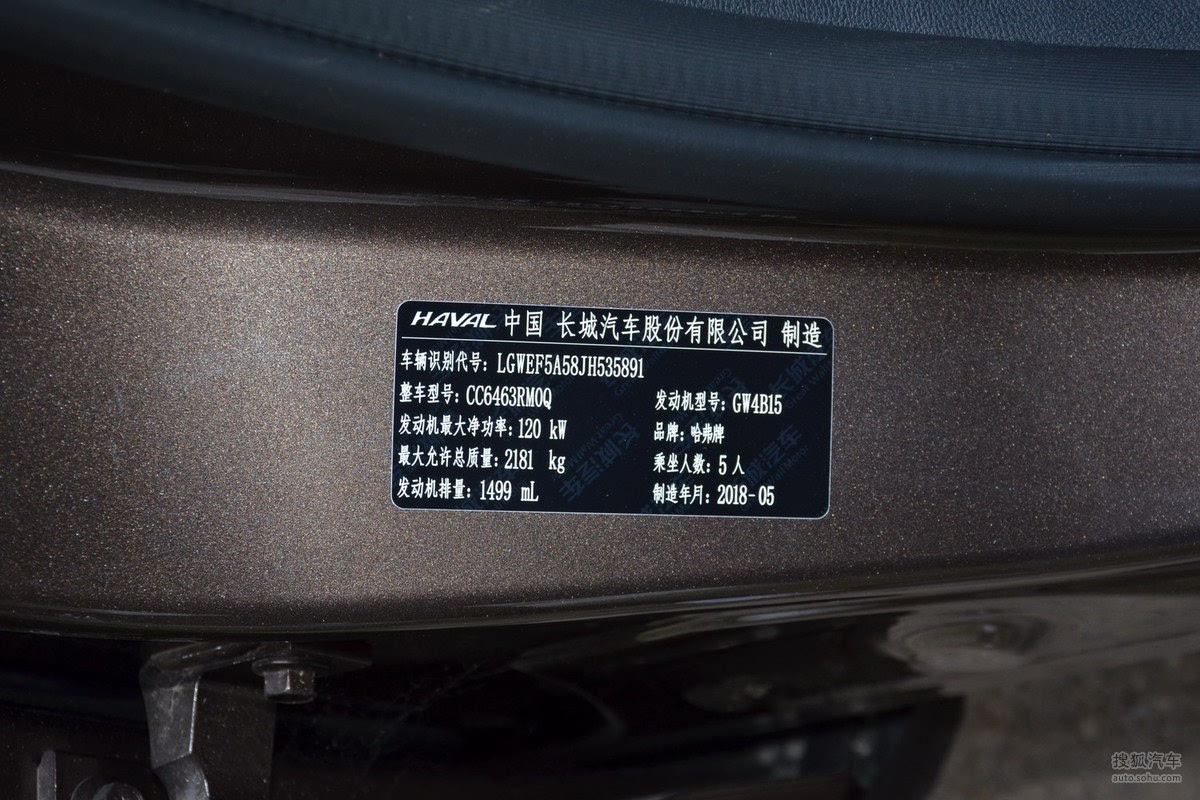 HAVAL 中国 长城汽车股份有限公司 制造
车辆识别代号: LGWEF5A58JH535891
整车型号: CC6463RM0Q 发动机型号: GW4B15
发动机最大净功率: 120 kW 品牌: 哈弗牌
最大允许总质量: 2181 kg 乘坐人数: 5 人
发动机排量: 1499 mL 制造年月: 2018-05
搜狐汽车
auto.sohu.com